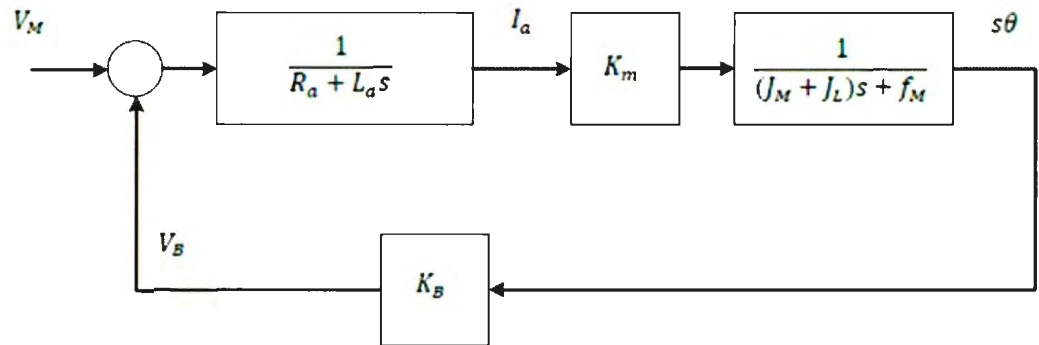 V_M
I_a
sθ
1
R_a + L_a s
K_m
1
(J_M + J_L)s + f_M
V_B
K_B